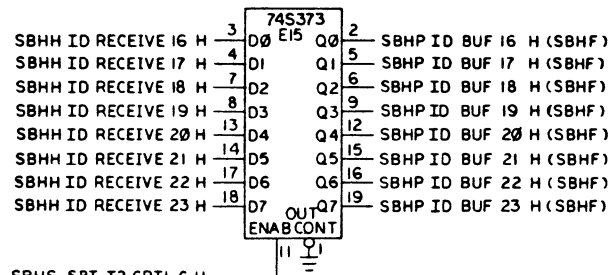 74S373
E15
SBHH ID RECEIVE 16 H 3 DØ QØ 2 SBHP ID BUF 16 H (SBHF)
SBHH ID RECEIVE 17 H 4 D1 Q1 5 SBHP ID BUF 17 H (SBHF)
SBHH ID RECEIVE 18 H 7 D2 Q2 6 SBHP ID BUF 18 H (SBHF)
SBHH ID RECEIVE 19 H 8 D3 Q3 9 SBHP ID BUF 19 H (SBHF)
SBHH ID RECEIVE 2Ø H 13 D4 Q4 12 SBHP ID BUF 2Ø H (SBHF)
SBHH ID RECEIVE 21 H 14 D5 Q5 15 SBHP ID BUF 21 H (SBHF)
SBHH ID RECEIVE 22 H 17 D6 Q6 16 SBHP ID BUF 22 H (SBHF)
SBHH ID RECEIVE 23 H 18 D7 Q7 19 SBHP ID BUF 23 H (SBHF)
OUT
ENAB CONT
11 1